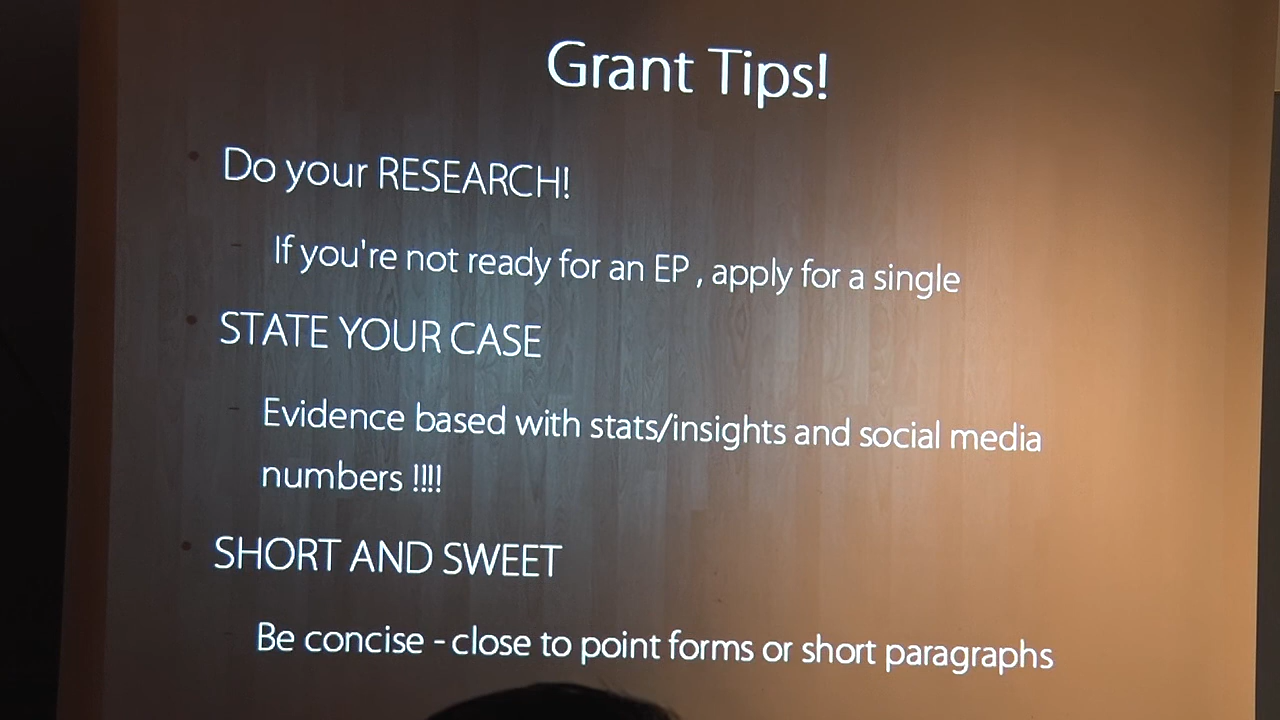 Grant Tips!
• Do your RESEARCH!
– If you're not ready for an EP , apply for a single
• STATE YOUR CASE
– Evidence based with stats/insights and social media
numbers !!!!
• SHORT AND SWEET
– Be concise - close to point forms or short paragraphs